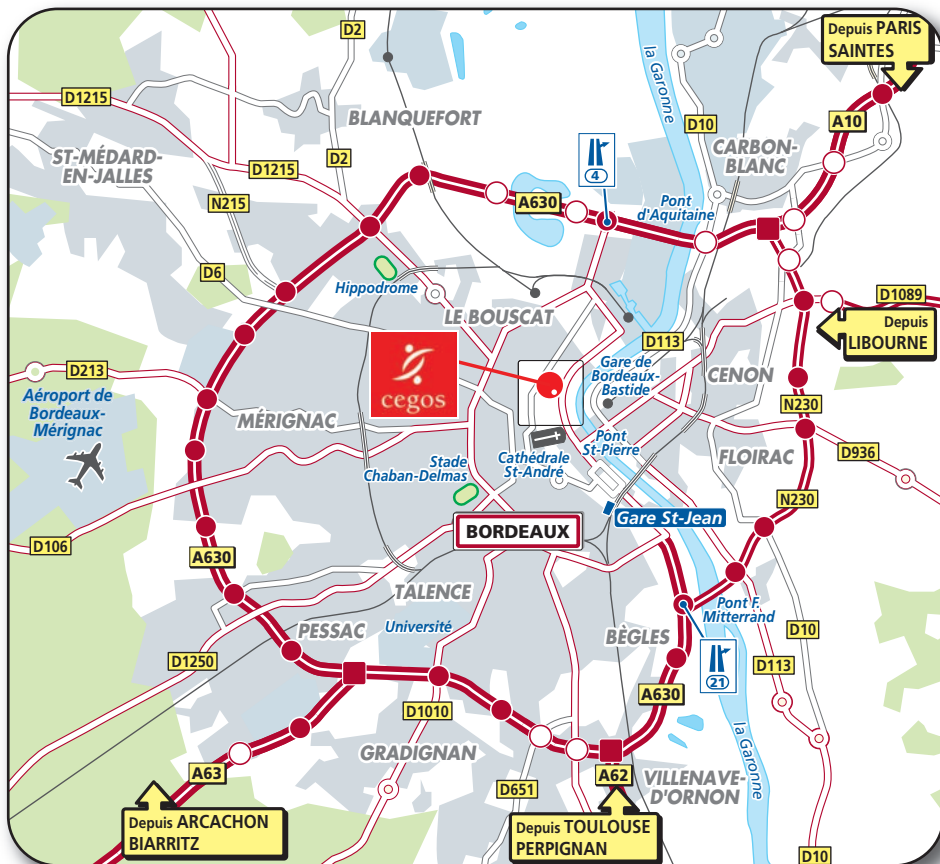 D2
Depuis PARIS
SAINTES
la Garonne
D1215
BLANQUEFORT
D10
A10
CARBON-
BLANC
ST-MÉDARD-
EN-JALLES
D1215
D2
4
N215
A630
Pont
d'Aquitaine
D6
Hippodrome
D1089
LE BOUSCAT
Depuis
LIBOURNE
D113
cegos
Gare de
Bordeaux-
Bastide
CENON
D213
Aéroport de
Bordeaux-
Mérignac
MÉRIGNAC
N230
Pont
St-Pierre
Cathédrale
St-André
Stade
Chaban-Delmas
FLOIRAC
D936
N230
Gare St-Jean
BORDEAUX
D106
A630
TALENCE
Pont F.
Mitterrand
Université
PESSAC
BÈGLES
D10
D1250
D113
21
A630
D1010
GRADIGNAN
la Garonne
A63
A62
D651
VILLENAVE-
D'ORNON
Depuis ARCACHON
BIARRITZ
Depuis TOULOUSE
PERPIGNAN
D10